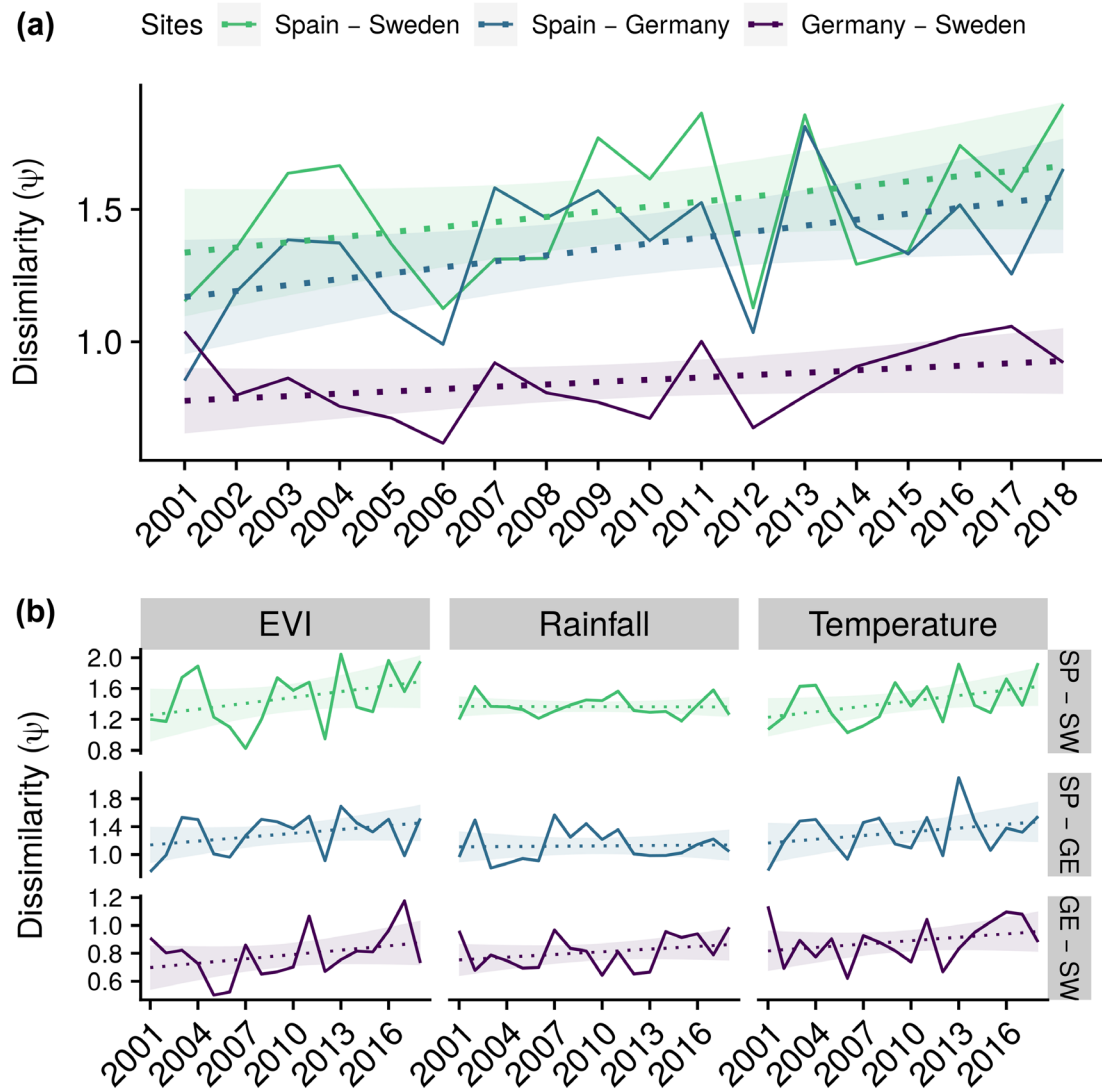 (a) Sites Spain – Sweden Spain – Germany Germany – Sweden
Dissimilarity (ψ)
1.5
1.0
2001 2002 2003 2004 2005 2006 2007 2008 2009 2010 2011 2012 2013 2014 2015 2016 2017 2018
(b)
EVI Rainfall Temperature
Dissimilarity (ψ)
2.0
1.6
1.2
0.8
SP – SW
1.8
1.4
1.0
SP – GE
1.2
1.0
0.8
0.6
GE – SW
2001 2004 2007 2010 2013 2016 2001 2004 2007 2010 2013 2016 2001 2004 2007 2010 2013 2016